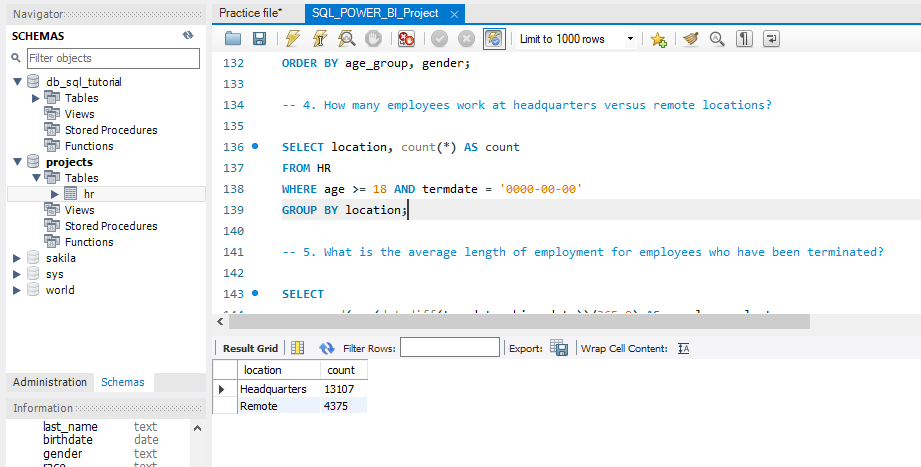 Navigator
SCHEMAS
Filter objects
db_sql_tutorial
Tables
Views
Stored Procedures
Functions
projects
Tables
hr
Views
Stored Procedures
Functions
sakila
sys
world
Administration Schemas
Information
last_name text
birthdate date
gender text
race text
Practice file* SQL_POWER_BI_Project ×
Limit to 1000 rows
132 ORDER BY age_group, gender;
133
134 -- 4. How many employees work at headquarters versus remote locations?
135
136 SELECT location, count(*) AS count
137 FROM HR
138 WHERE age >= 18 AND termdate = '0000-00-00'
139 GROUP BY location;
140
141 -- 5. What is the average length of employment for employees who have been terminated?
142
143 SELECT
Result Grid Filter Rows: Export: Wrap Cell Content:
location count
Headquarters 13107
Remote 4375